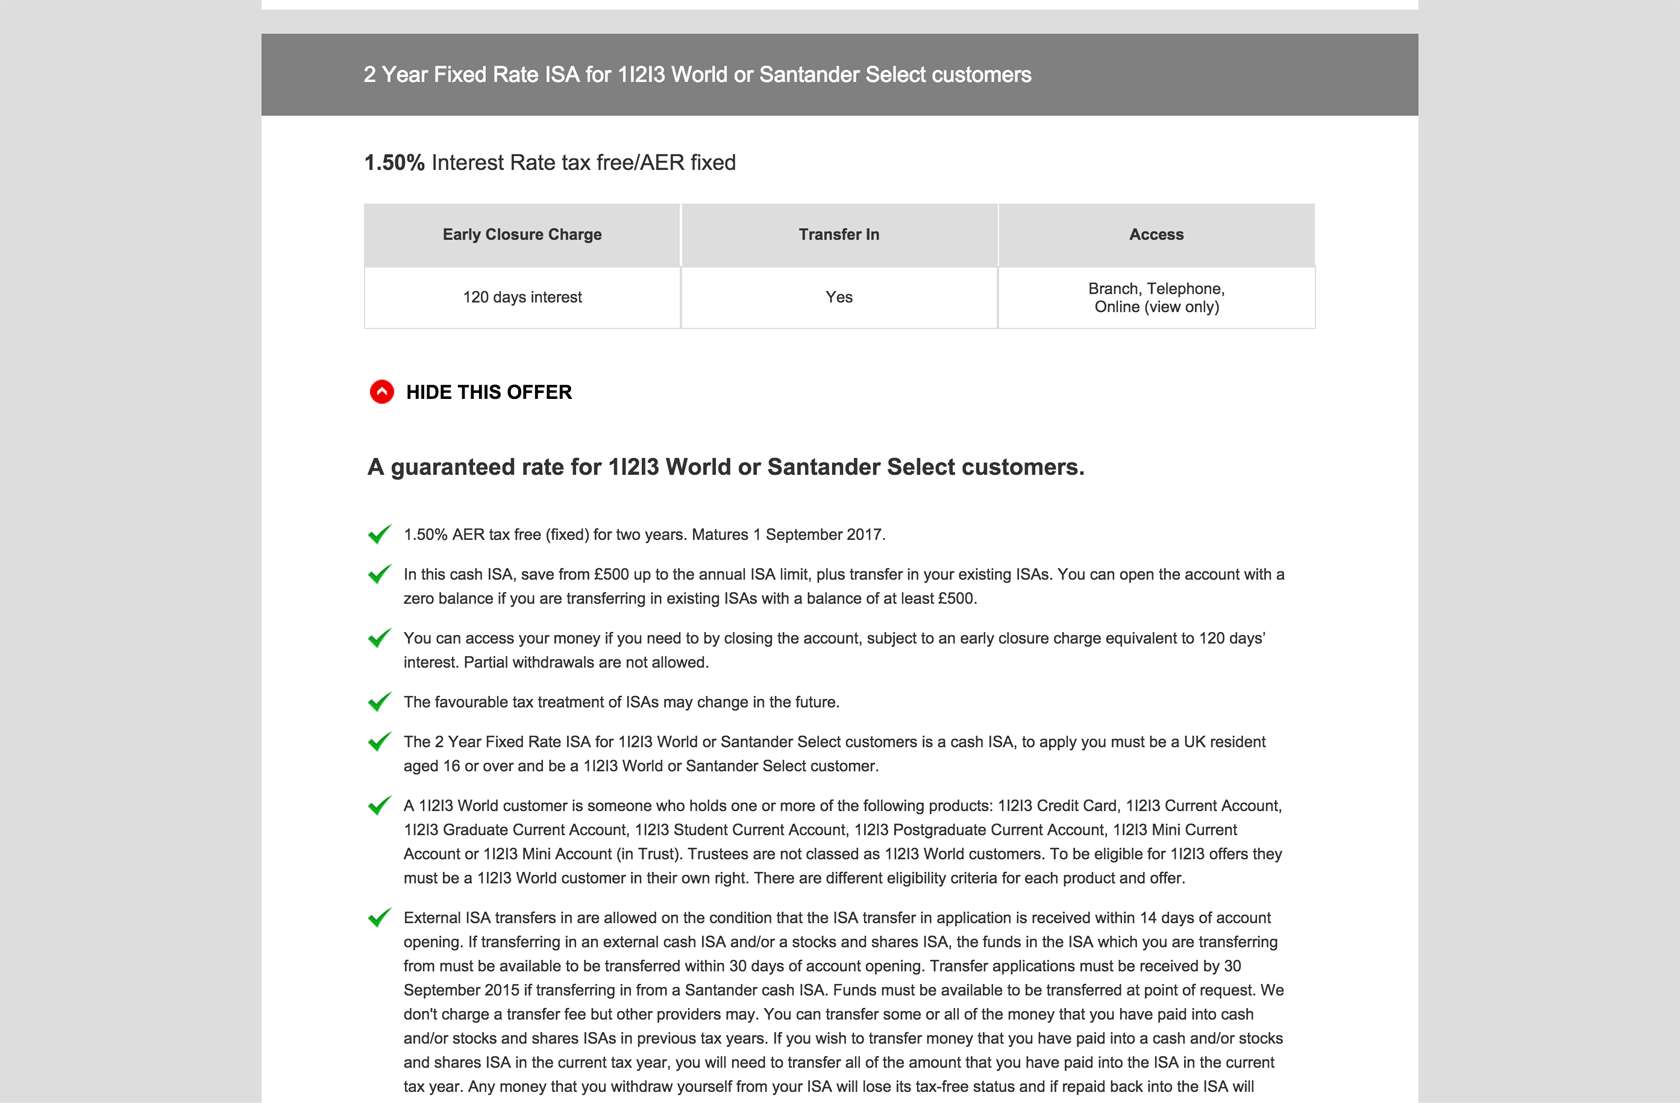 2 Year Fixed Rate ISA for 1I2I3 World or Santander Select customers
1.50% Interest Rate tax free/AER fixed
Early Closure Charge
Transfer In
Access
120 days interest
Yes
Branch, Telephone,
Online (view only)
HIDE THIS OFFER
A guaranteed rate for 1I2I3 World or Santander Select customers.
1.50% AER tax free (fixed) for two years. Matures 1 September 2017.
In this cash ISA, save from £500 up to the annual ISA limit, plus transfer in your existing ISAs. You can open the account with a
zero balance if you are transferring in existing ISAs with a balance of at least £500.
You can access your money if you need to by closing the account, subject to an early closure charge equivalent to 120 days'
interest. Partial withdrawals are not allowed.
The favourable tax treatment of ISAs may change in the future.
The 2 Year Fixed Rate ISA for 1I2I3 World or Santander Select customers is a cash ISA, to apply you must be a UK resident
aged 16 or over and be a 1I2I3 World or Santander Select customer.
A 1I2I3 World customer is someone who holds one or more of the following products: 1I2I3 Credit Card, 1I2I3 Current Account,
1I2I3 Graduate Current Account, 1I2I3 Student Current Account, 1I2I3 Postgraduate Current Account, 1I2I3 Mini Current
Account or 1I2I3 Mini Account (in Trust). Trustees are not classed as 1I2I3 World customers. To be eligible for 1I2I3 offers they
must be a 1I2I3 World customer in their own right. There are different eligibility criteria for each product and offer.
External ISA transfers in are allowed on the condition that the ISA transfer in application is received within 14 days of account
opening. If transferring in an external cash ISA and/or a stocks and shares ISA, the funds in the ISA which you are transferring
from must be available to be transferred within 30 days of account opening. Transfer applications must be received by 30
September 2015 if transferring in from a Santander cash ISA. Funds must be available to be transferred at point of request. We
don't charge a transfer fee but other providers may. You can transfer some or all of the money that you have paid into cash
and/or stocks and shares ISAs in previous tax years. If you wish to transfer money that you have paid into a cash and/or stocks
and shares ISA in the current tax year, you will need to transfer all of the amount that you have paid into the ISA in the current
tax year. Any money that you withdraw yourself from your ISA will lose its tax-free status and if repaid back into the ISA will